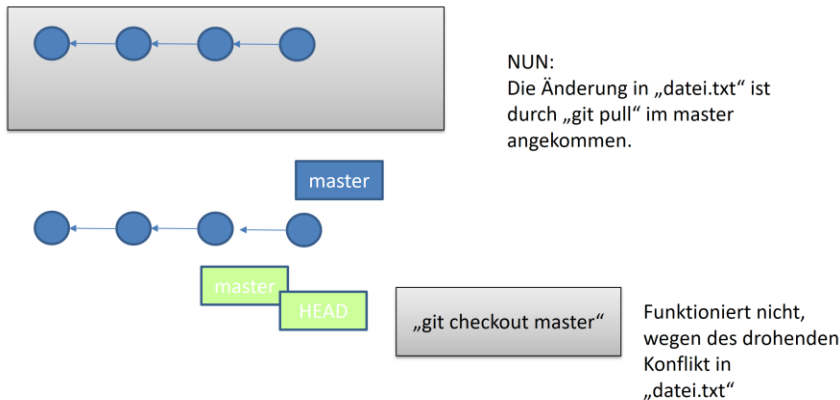 NUN:
Die Änderung in „datei.txt“ ist
durch „git pull“ im master
angekommen.
master
master
HEAD
„git checkout master“
Funktioniert nicht,
wegen des drohenden
Konflikt in
„datei.txt“